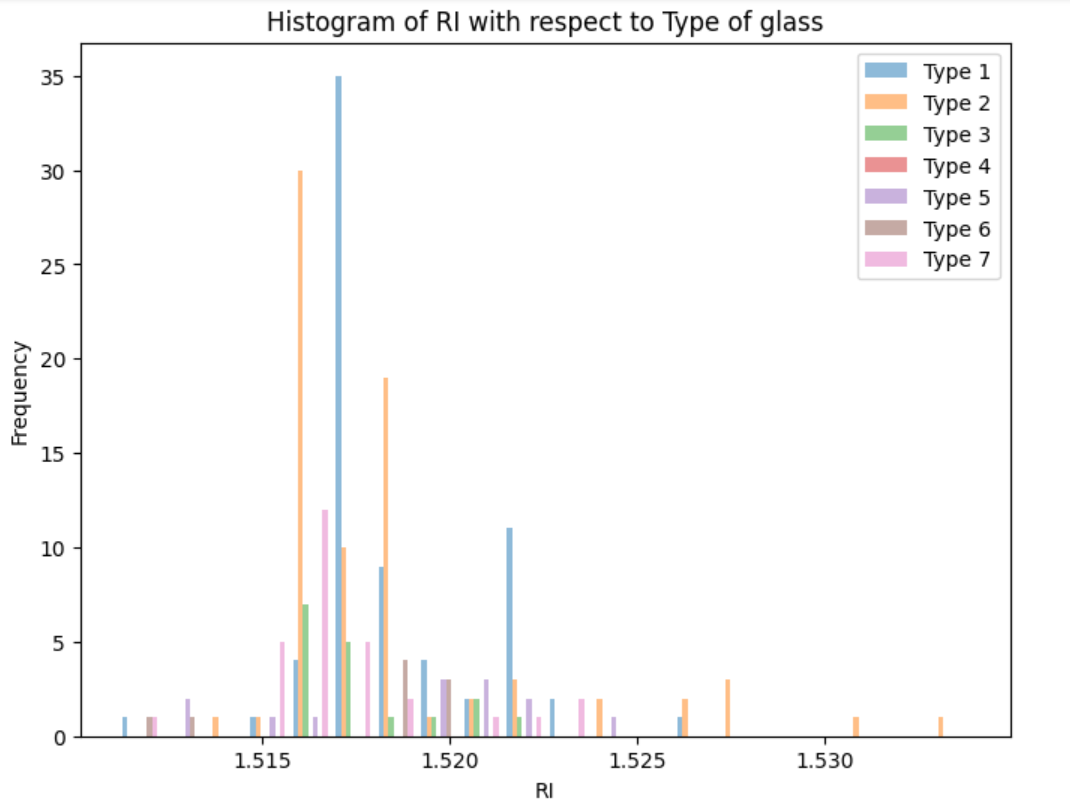 Histogram of RI with respect to Type of glass
35
30
25
20
15
10
5
0
Frequency
Type 1
Type 2
Type 3
Type 4
Type 5
Type 6
Type 7
1.515 1.520 1.525 1.530
RI